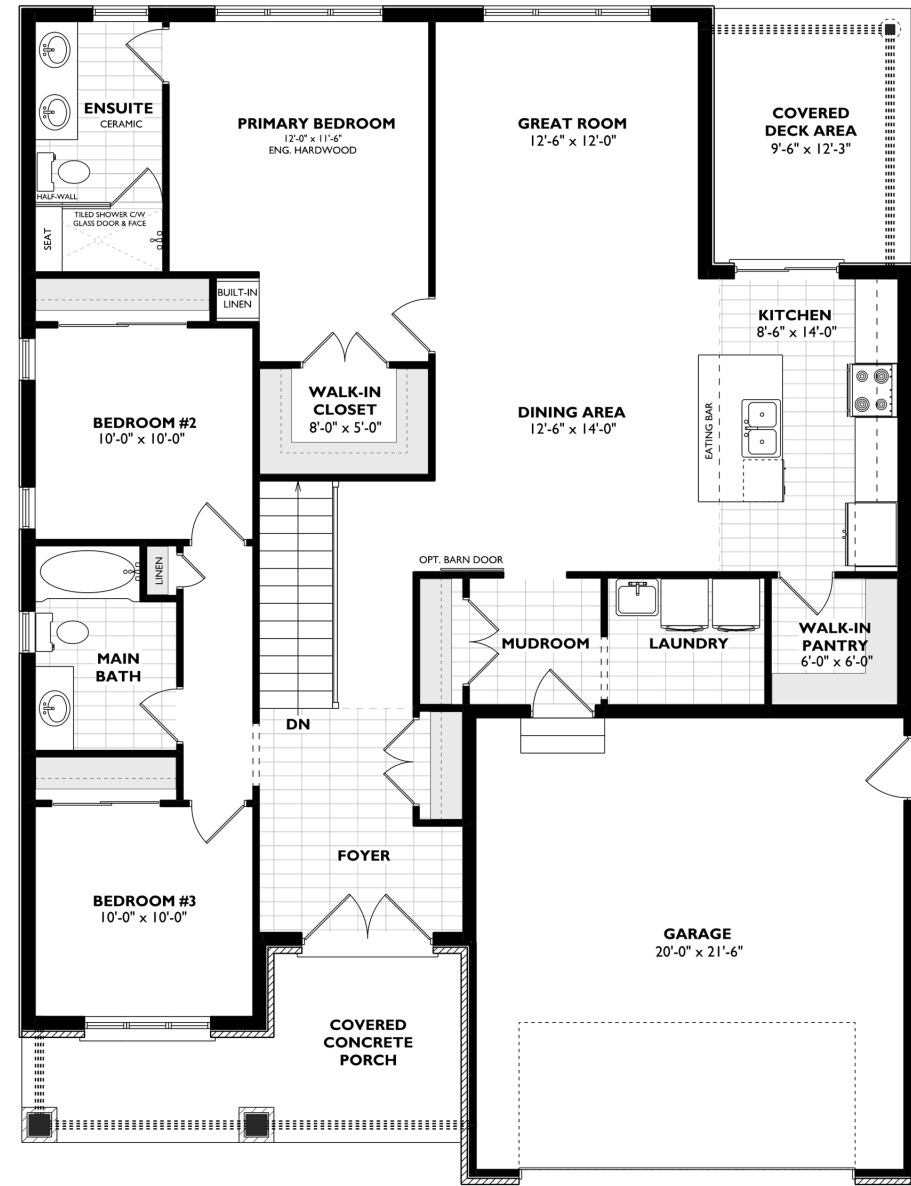 ENSUITE
CERAMIC
HALF-WALL
TILED SHOWER C/W
GLASS DOOR & FACE
SEAT
PRIMARY BEDROOM
12'-0" x 11'-6"
ENG. HARDWOOD
GREAT ROOM
12'-6" x 12'-0"
COVERED
DECK AREA
9'-6" x 12'-3"
BUILT-IN
LINEN
KITCHEN
8'-6" x 14'-0"
BEDROOM #2
10'-0" x 10'-0"
WALK-IN
CLOSET
8'-0" x 5'-0"
DINING AREA
12'-6" x 14'-0"
EATING BAR
OPT. BARN DOOR
LINEN
MAIN
BATH
MUDROOM
LAUNDRY
WALK-IN
PANTRY
6'-0" x 6'-0"
DN
FOYER
BEDROOM #3
10'-0" x 10'-0"
GARAGE
20'-0" x 21'-6"
COVERED
CONCRETE
PORCH